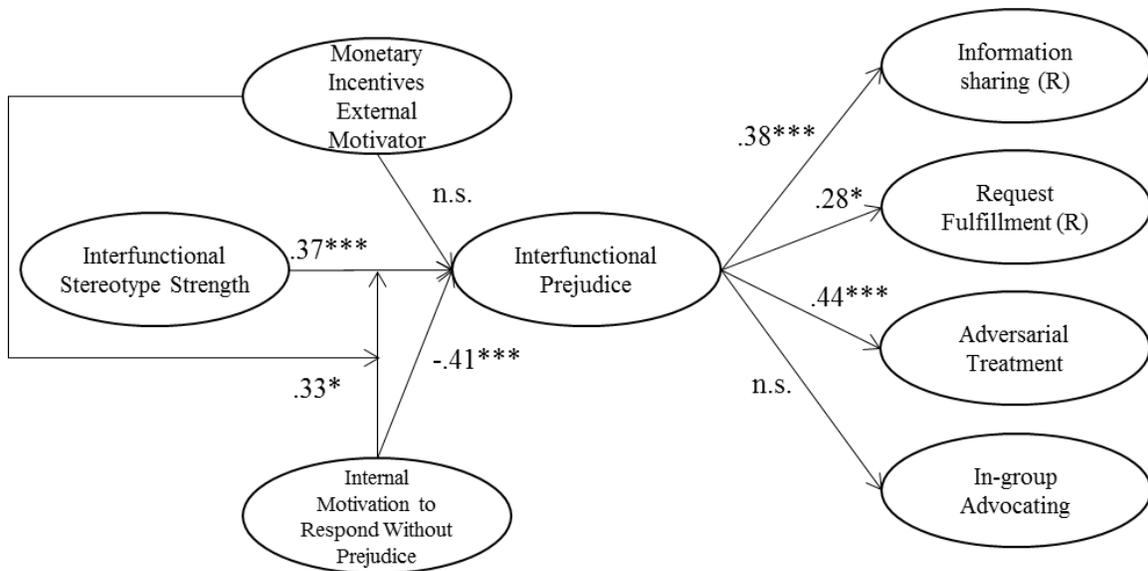 Monetary
Incentives
External
Motivator
n.s.
Interfunctional
Stereotype Strength
.37***
Interfunctional
Prejudice
-.41***
.33*
Internal
Motivation to
Respond Without
Prejudice
.38***
Information
sharing (R)
.28*
Request
Fulfillment (R)
.44***
Adversarial
Treatment
n.s.
In-group
Advocating